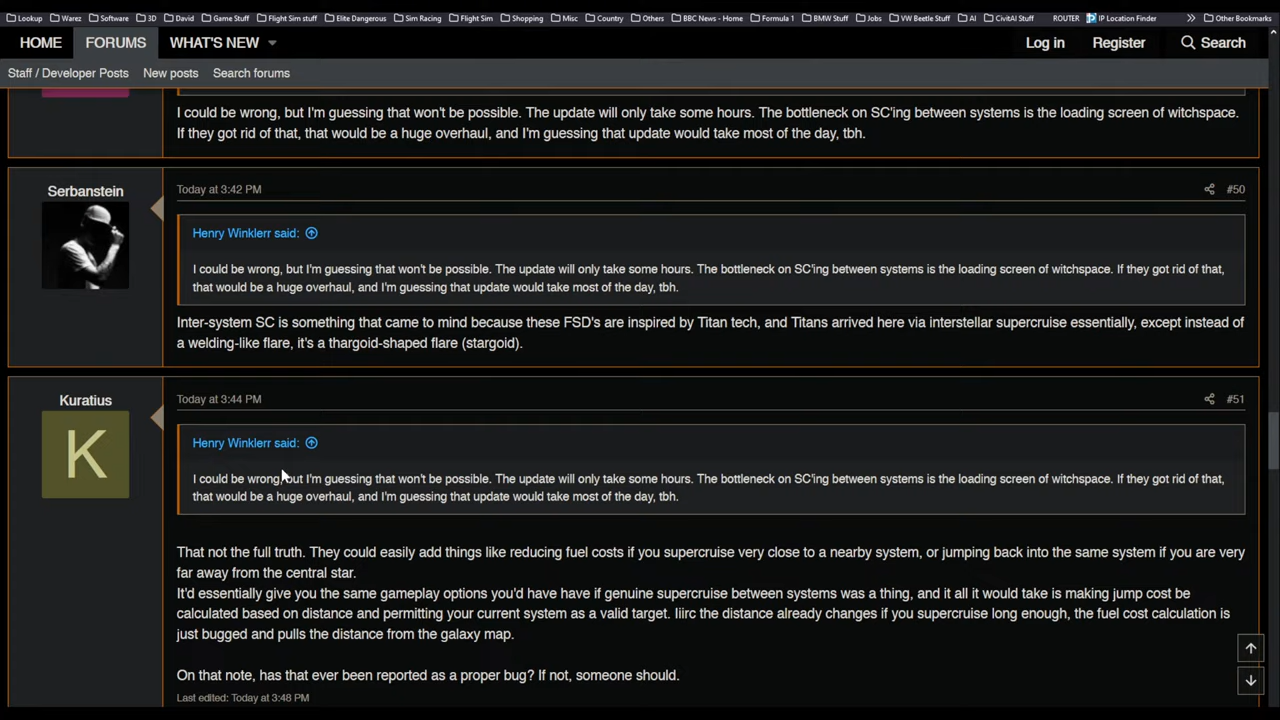 Lookup Warez Software 3D David Game Stuff Flight Sim stuff Elite Dangerous Sim Racing Flight Sim Shopping Misc Country Others BBC News - Home Formula 1 BMW Stuff Jobs VW Beetle Stuff AI CivitAI Stuff ROUTER IP Location Finder » Other Bookmarks
HOME FORUMS WHAT'S NEW Log in Register Search
Staff / Developer Posts New posts Search forums
I could be wrong, but I'm guessing that won't be possible. The update will only take some hours. The bottleneck on SC'ing between systems is the loading screen of witchspace.
If they got rid of that, that would be a huge overhaul, and I'm guessing that update would take most of the day, tbh.
Serbanstein
Today at 3:42 PM #50
Henry Winklerr said:
I could be wrong, but I'm guessing that won't be possible. The update will only take some hours. The bottleneck on SC'ing between systems is the loading screen of witchspace. If they got rid of that,
that would be a huge overhaul, and I'm guessing that update would take most of the day, tbh.
Inter-system SC is something that came to mind because these FSD's are inspired by Titan tech, and Titans arrived here via interstellar supercruise essentially, except instead of
a welding-like flare, it's a thargoid-shaped flare (stargoid).
Kuratius
K
Today at 3:44 PM #51
Henry Winklerr said:
I could be wrong, but I'm guessing that won't be possible. The update will only take some hours. The bottleneck on SC'ing between systems is the loading screen of witchspace. If they got rid of that,
that would be a huge overhaul, and I'm guessing that update would take most of the day, tbh.
That not the full truth. They could easily add things like reducing fuel costs if you supercruise very close to a nearby system, or jumping back into the same system if you are very
far away from the central star.
It'd essentially give you the same gameplay options you'd have have if genuine supercruise between systems was a thing, and it all it would take is making jump cost be
calculated based on distance and permitting your current system as a valid target. Iiirc the distance already changes if you supercruise long enough, the fuel cost calculation is
just bugged and pulls the distance from the galaxy map.
On that note, has that ever been reported as a proper bug? If not, someone should.
Last edited: Today at 3:48 PM